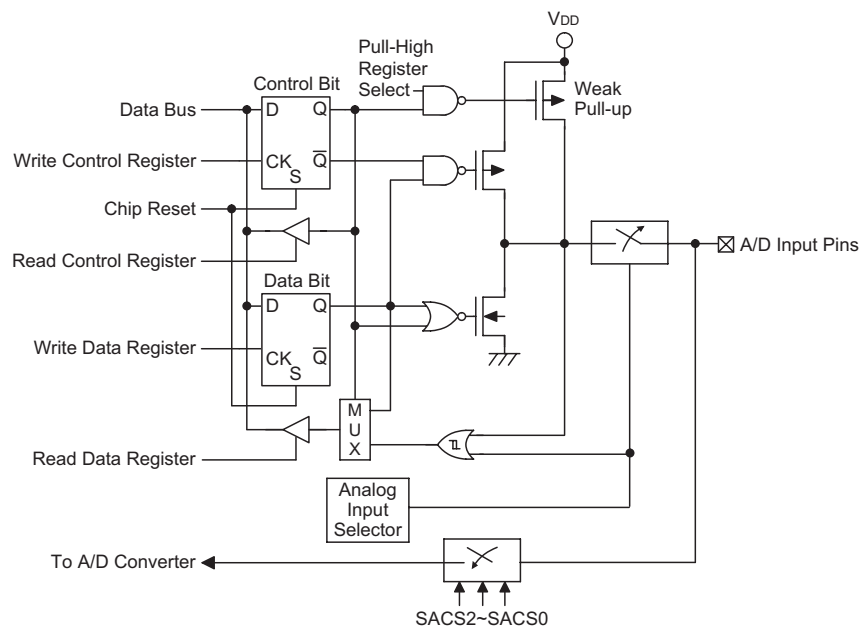 VDD
Pull-High
Register
Select
Weak
Pull-up
Control Bit
Data Bus
D
Q
Write Control Register
CK
Q̅
S
Chip Reset
Read Control Register
Data Bit
D
Q
Write Data Register
CK
Q̅
S
A/D Input Pins
M
U
X
Read Data Register
Analog
Input
Selector
To A/D Converter
SACS2~SACS0